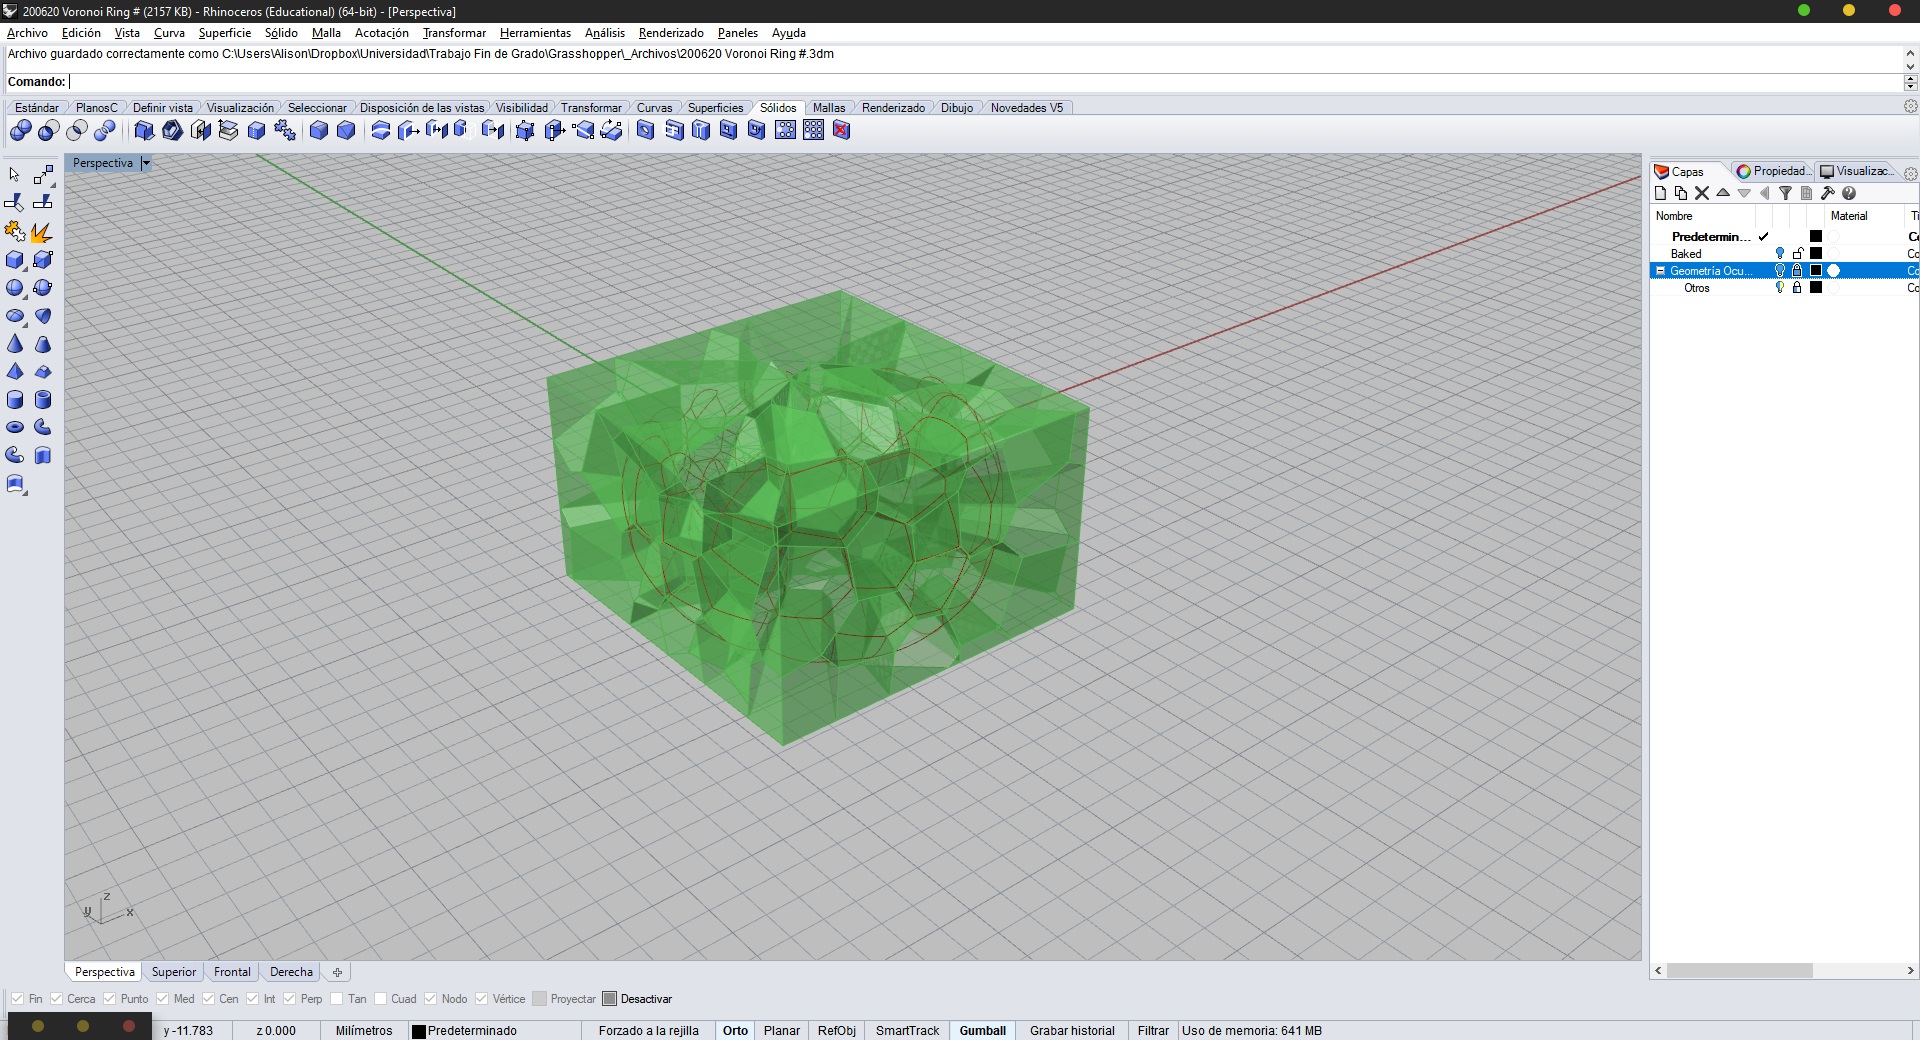 200620 Voronoi Ring # (2157 KB) - Rhinoceros (Educational) (64-bit) - [Perspectiva]
Archivo Edición Vista Curva Superficie Sólido Malla Acotación Transformar Herramientas Análisis Renderizado Paneles Ayuda
Archivo guardado correctamente como C:\Users\Alison\Dropbox\Universidad\Trabajo Fin de Grado\Grasshopper\_Archivos\200620 Voronoi Ring #.3dm
Comando:
Estándar PlanosC Definir vista Visualización Seleccionar Disposición de las vistas Visibilidad Transformar Curvas Superficies Sólidos Mallas Renderizado Dibujo Novedades V5
Perspectiva
Capas Propiedad... Visualizac...
Nombre Material Ti
Predetermin... Co
Baked Co
Geometría Ocu... Co
Otros Co
z
y x
Perspectiva Superior Frontal Derecha
Fin Cerca Punto Med Cen Int Perp Tan Cuad Nodo Vértice Proyectar Desactivar
y -11.783 z 0.000 Milímetros Predeterminado Forzado a la rejilla Orto Planar RefObj SmartTrack Gumball Grabar historial Filtrar Uso de memoria: 641 MB